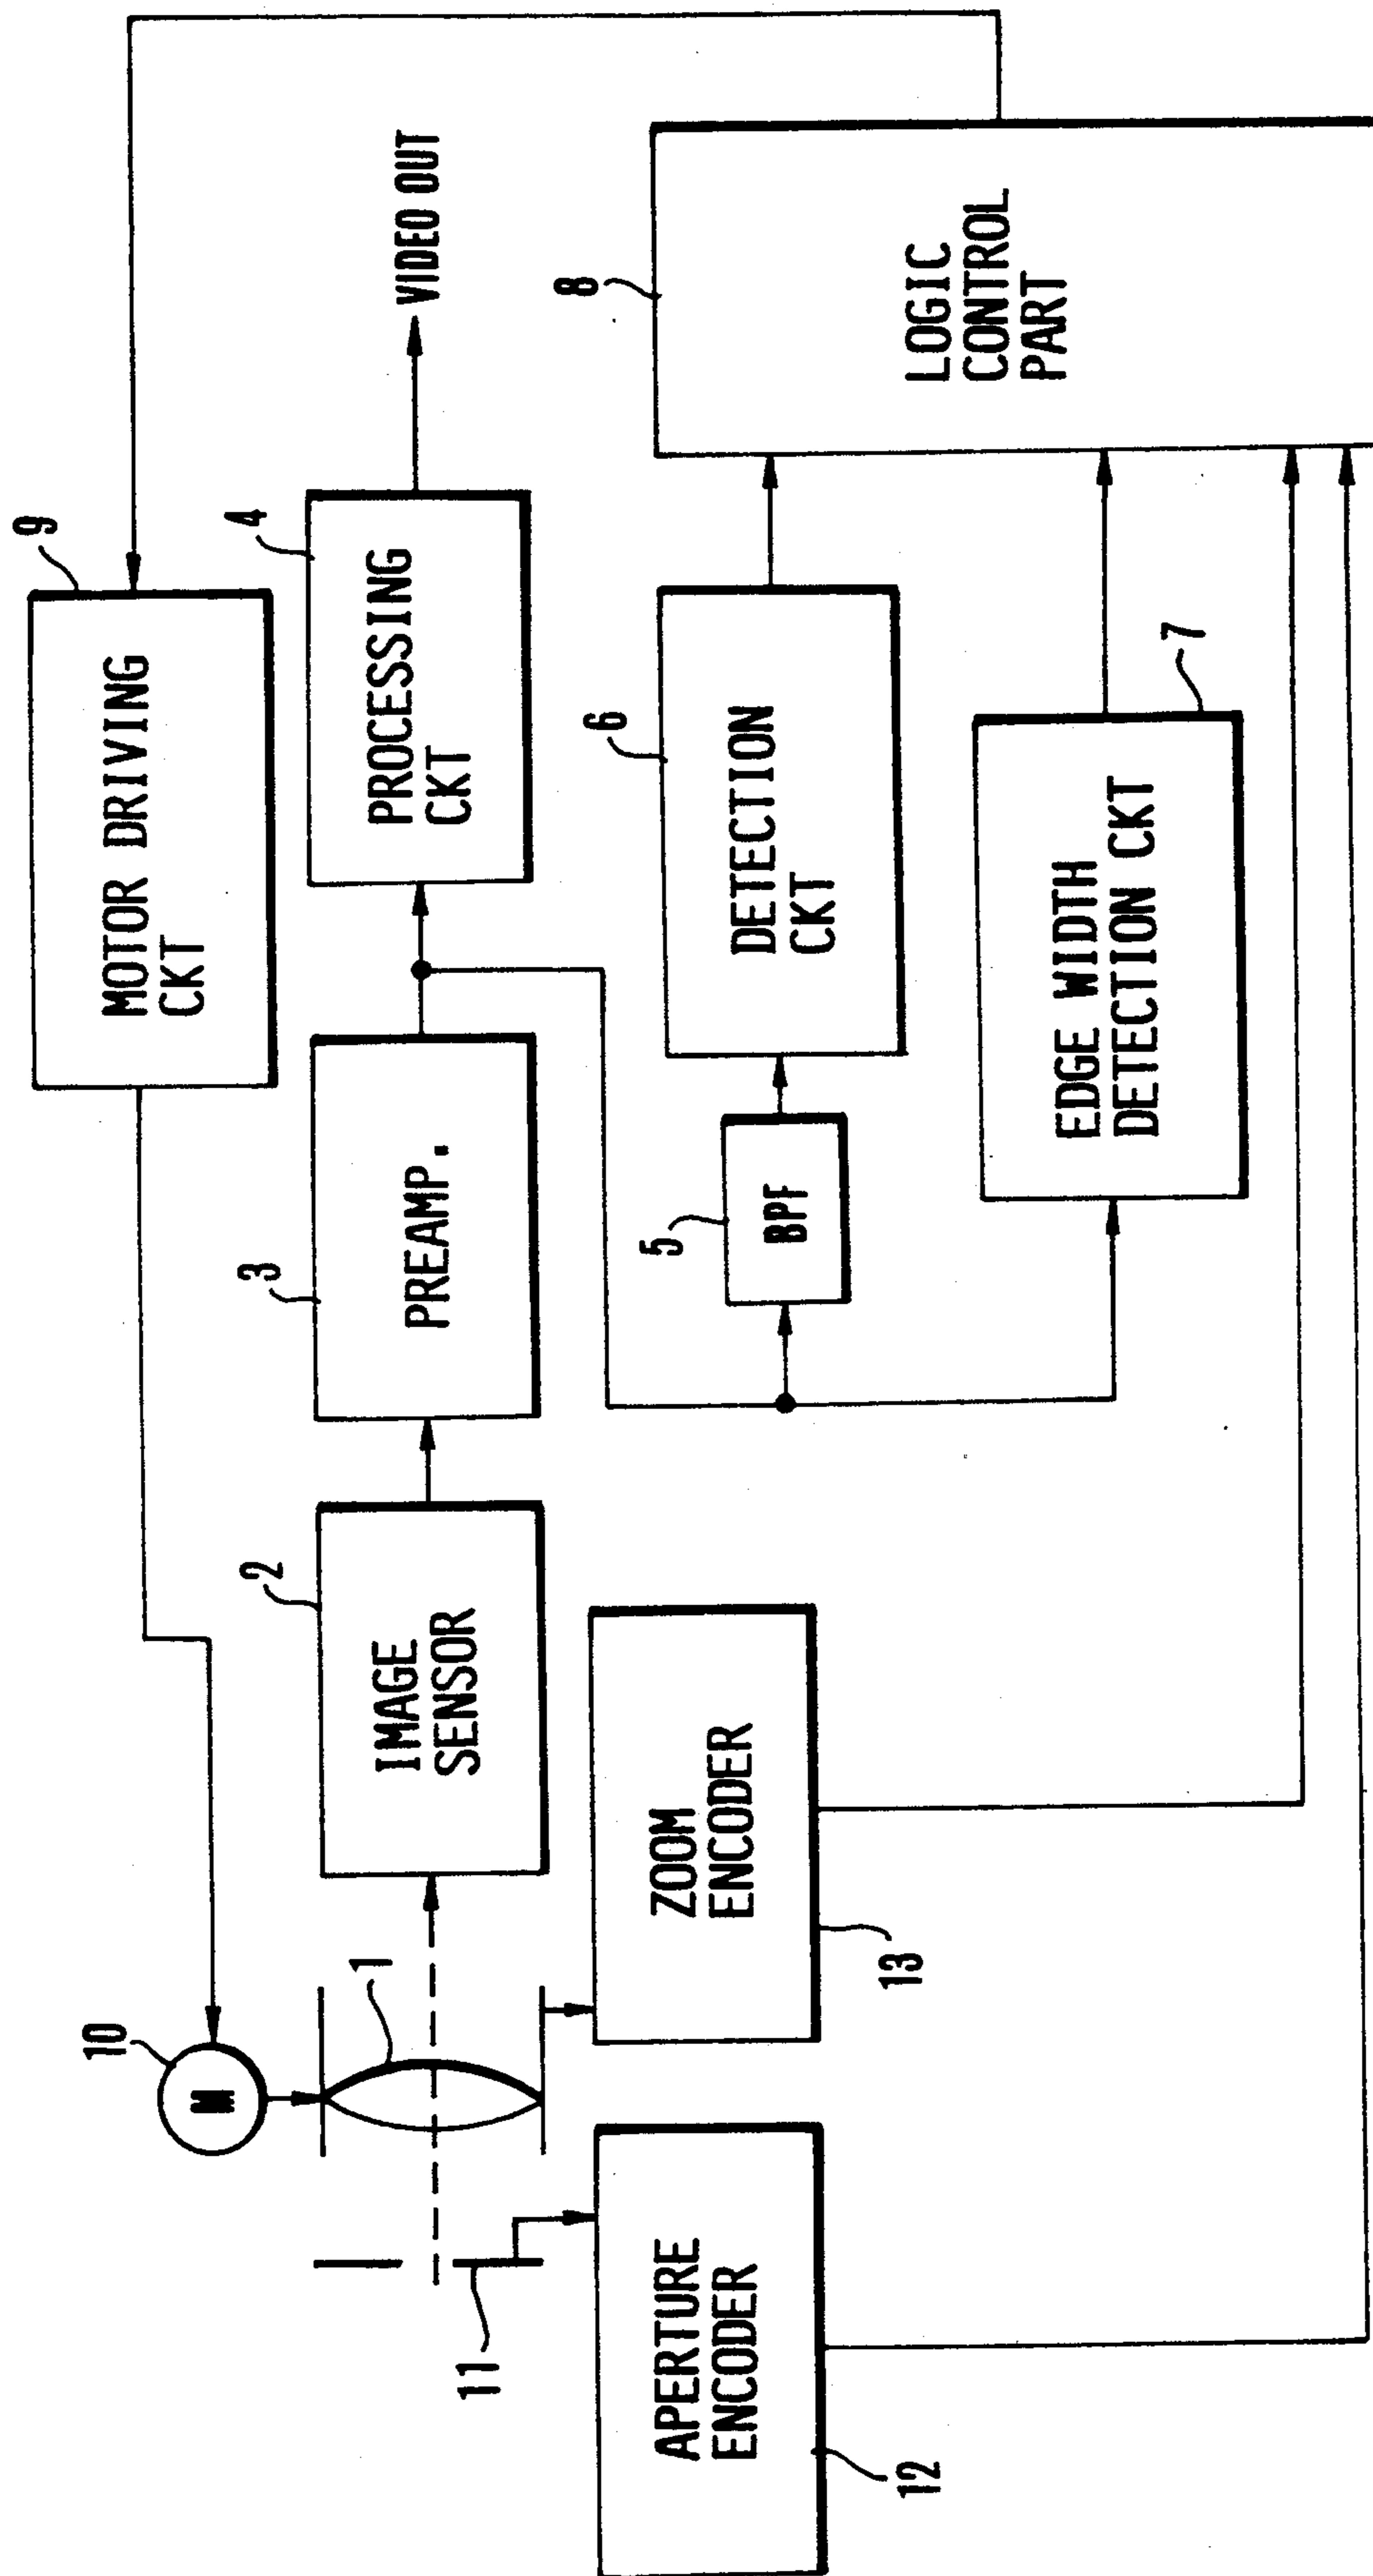 9
MOTOR DRIVING
CKT
10
M
1
2
IMAGE
SENSOR
3
PREAMP.
4
PROCESSING
CKT
VIDEO OUT
11
5
BPF
6
DETECTION
CKT
8
LOGIC
CONTROL
PART
APERTURE
ENCODER
12
ZOOM
ENCODER
13
EDGE WIDTH
DETECTION CKT
7